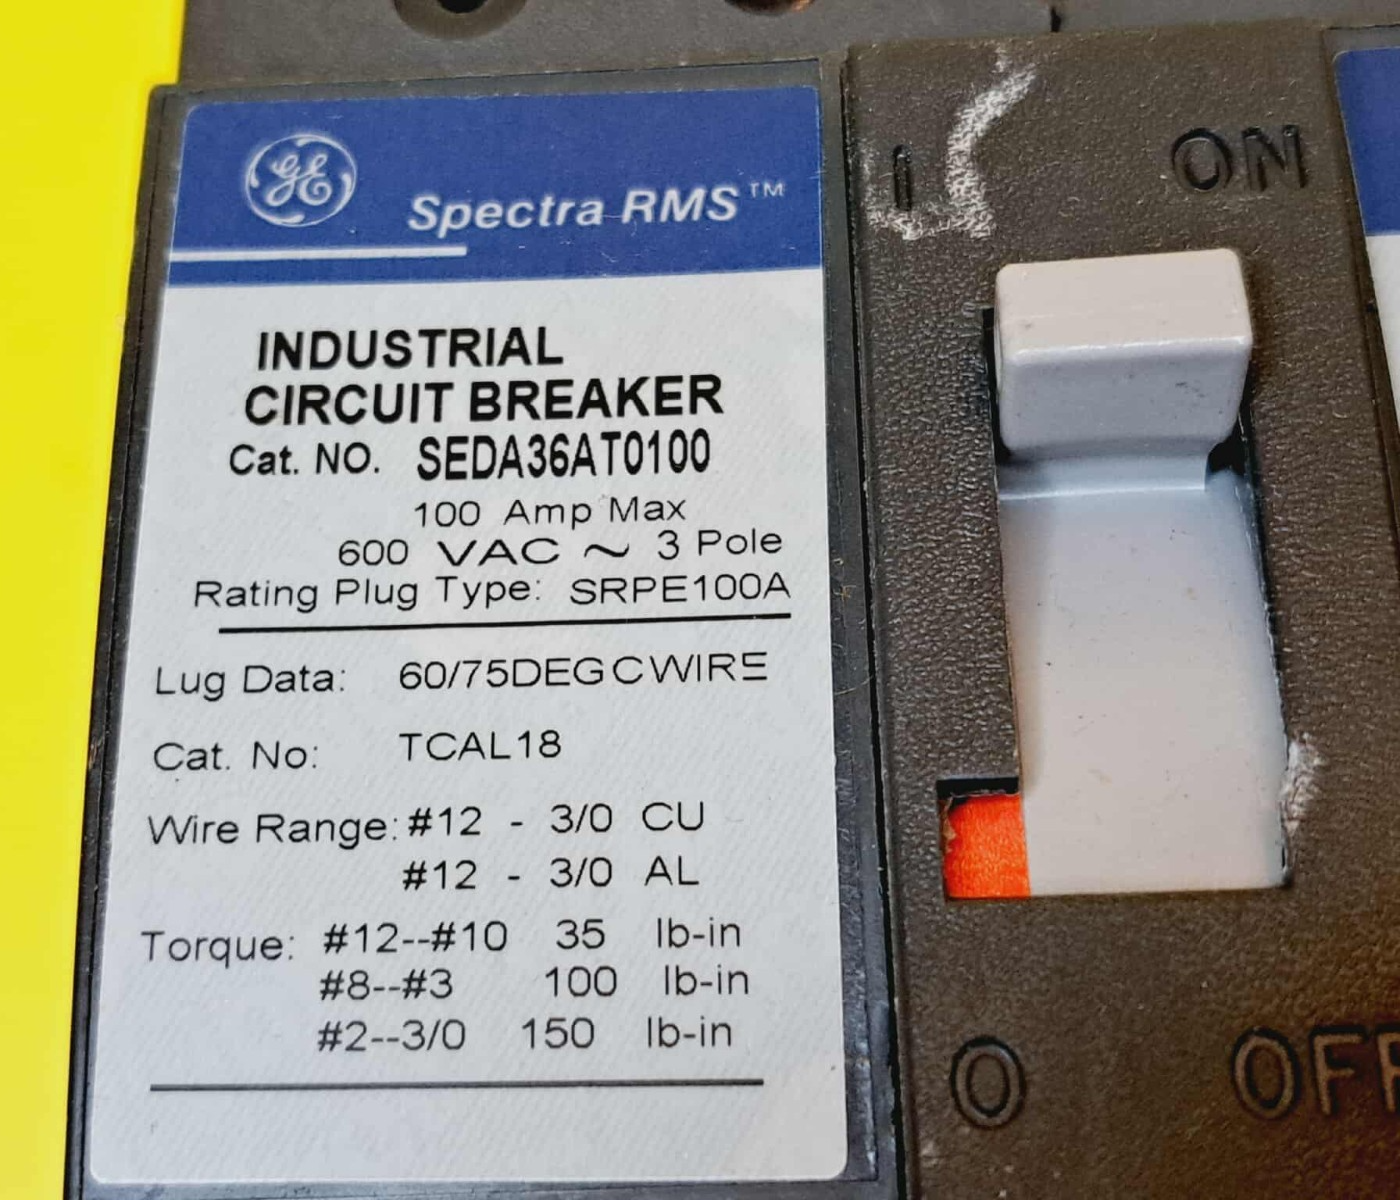 GE Spectra RMS™
INDUSTRIAL
CIRCUIT BREAKER
Cat. NO. SEDA36AT0100
100 Amp Max
600 VAC ~ 3 Pole
Rating Plug Type: SRPE100A
Lug Data: 60/75DEGCWIRE
Cat. No: TCAL18
Wire Range: #12 - 3/0 CU
#12 - 3/0 AL
Torque: #12--#10 35 lb-in
#8--#3 100 lb-in
#2--3/0 150 lb-in
I ON
O OFF